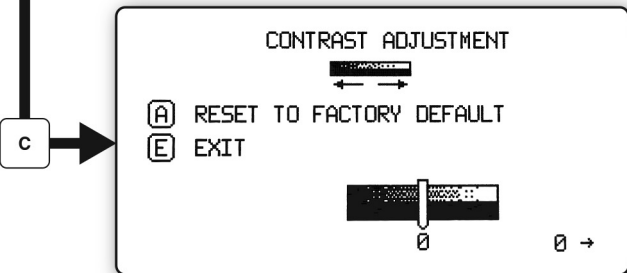 CONTRAST ADJUSTMENT
← →
A RESET TO FACTORY DEFAULT
C
E EXIT
0
0 →